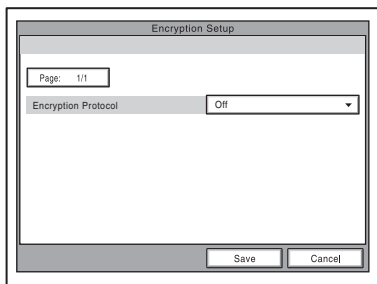 Encryption Setup
Page: 1/1
Encryption Protocol Off
Save Cancel